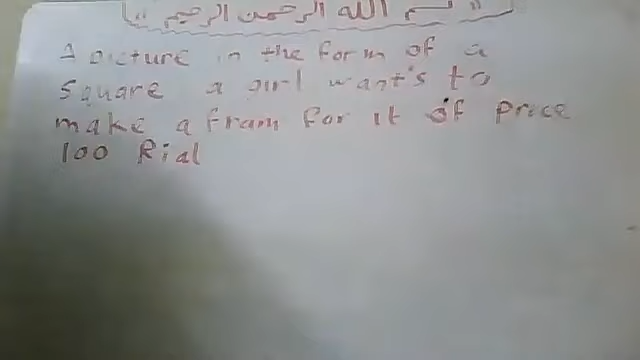 بسم الله الرحمن الرحيم
A picture in the form of a
square a girl want's to
make a fram for it of price
100 Rial